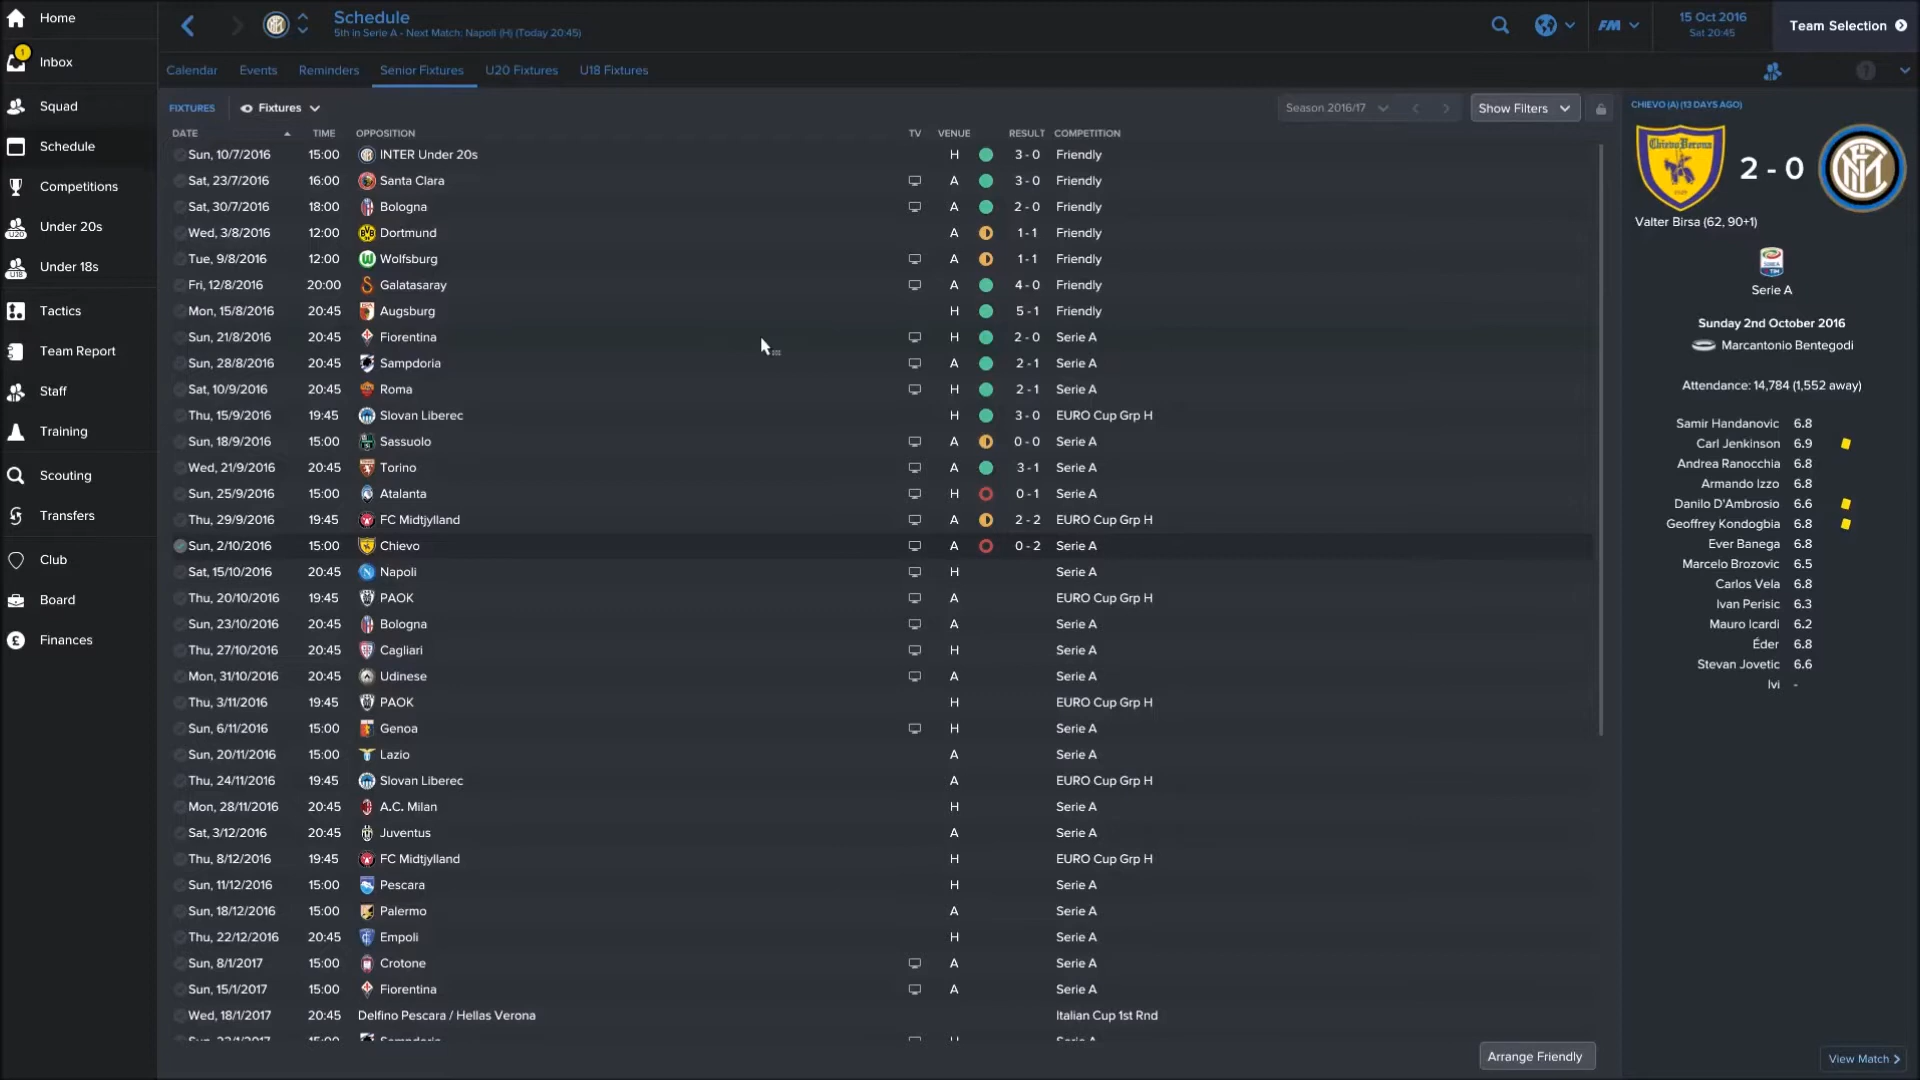 Home
Inbox
1
Squad
Schedule
Competitions
Under 20s
U20
Under 18s
U18
Tactics
Team Report
Staff
Training
Scouting
Transfers
Club
Board
Finances
Schedule
5th in Serie A - Next Match: Napoli (H) (Today 20:45)
FM
15 Oct 2016
Sat 20:45
Team Selection
Calendar Events Reminders Senior Fixtures U20 Fixtures U18 Fixtures
FIXTURES Fixtures
Season 2016/17 Show Filters
DATE TIME OPPOSITION TV VENUE RESULT COMPETITION
Sun, 10/7/2016 15:00 INTER Under 20s H 3 - 0 Friendly
Sat, 23/7/2016 16:00 Santa Clara A 3 - 0 Friendly
Sat, 30/7/2016 18:00 Bologna A 2 - 0 Friendly
Wed, 3/8/2016 12:00 Dortmund A 1 - 1 Friendly
Tue, 9/8/2016 12:00 Wolfsburg A 1 - 1 Friendly
Fri, 12/8/2016 20:00 Galatasaray A 4 - 0 Friendly
Mon, 15/8/2016 20:45 Augsburg H 5 - 1 Friendly
Sun, 21/8/2016 20:45 Fiorentina H 2 - 0 Serie A
Sun, 28/8/2016 20:45 Sampdoria A 2 - 1 Serie A
Sat, 10/9/2016 20:45 Roma H 2 - 1 Serie A
Thu, 15/9/2016 19:45 Slovan Liberec H 3 - 0 EURO Cup Grp H
Sun, 18/9/2016 15:00 Sassuolo A 0 - 0 Serie A
Wed, 21/9/2016 20:45 Torino A 3 - 1 Serie A
Sun, 25/9/2016 15:00 Atalanta H 0 - 1 Serie A
Thu, 29/9/2016 19:45 FC Midtjylland A 2 - 2 EURO Cup Grp H
Sun, 2/10/2016 15:00 Chievo A 0 - 2 Serie A
Sat, 15/10/2016 20:45 Napoli H Serie A
Thu, 20/10/2016 19:45 PAOK A EURO Cup Grp H
Sun, 23/10/2016 20:45 Bologna A Serie A
Thu, 27/10/2016 20:45 Cagliari H Serie A
Mon, 31/10/2016 20:45 Udinese A Serie A
Thu, 3/11/2016 19:45 PAOK H EURO Cup Grp H
Sun, 6/11/2016 15:00 Genoa H Serie A
Sun, 20/11/2016 15:00 Lazio A Serie A
Thu, 24/11/2016 19:45 Slovan Liberec A EURO Cup Grp H
Mon, 28/11/2016 20:45 A.C. Milan H Serie A
Sat, 3/12/2016 20:45 Juventus A Serie A
Thu, 8/12/2016 19:45 FC Midtjylland H EURO Cup Grp H
Sun, 11/12/2016 15:00 Pescara H Serie A
Sun, 18/12/2016 15:00 Palermo A Serie A
Thu, 22/12/2016 20:45 Empoli H Serie A
Sun, 8/1/2017 15:00 Crotone A Serie A
Sun, 15/1/2017 15:00 Fiorentina A Serie A
Wed, 18/1/2017 20:45 Delfino Pescara / Hellas Verona Italian Cup 1st Rnd
Arrange Friendly
CHIEVO (A) (13 DAYS AGO)
Chievo Verona
2 - 0
Valter Birsa (62, 90+1)
Serie A
Sunday 2nd October 2016
Marcantonio Bentegodi
Attendance: 14,784 (1,552 away)
Samir Handanovic 6.8
Carl Jenkinson 6.9
Andrea Ranocchia 6.8
Armando Izzo 6.8
Danilo D'Ambrosio 6.6
Geoffrey Kondogbia 6.8
Ever Banega 6.8
Marcelo Brozovic 6.5
Carlos Vela 6.8
Ivan Perisic 6.3
Mauro Icardi 6.2
Éder 6.8
Stevan Jovetic 6.6
Ivi -
View Match